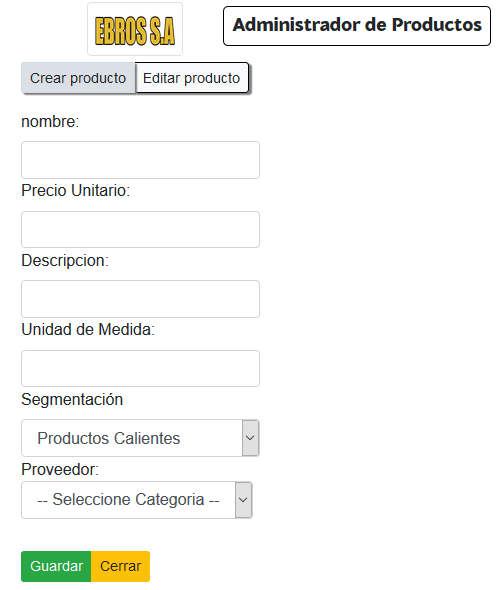 EBROS S.A
Administrador de Productos
Crear producto
Editar producto
nombre:
Precio Unitario:
Descripcion:
Unidad de Medida:
Segmentación
Productos Calientes
Proveedor:
-- Seleccione Categoria --
Guardar
Cerrar